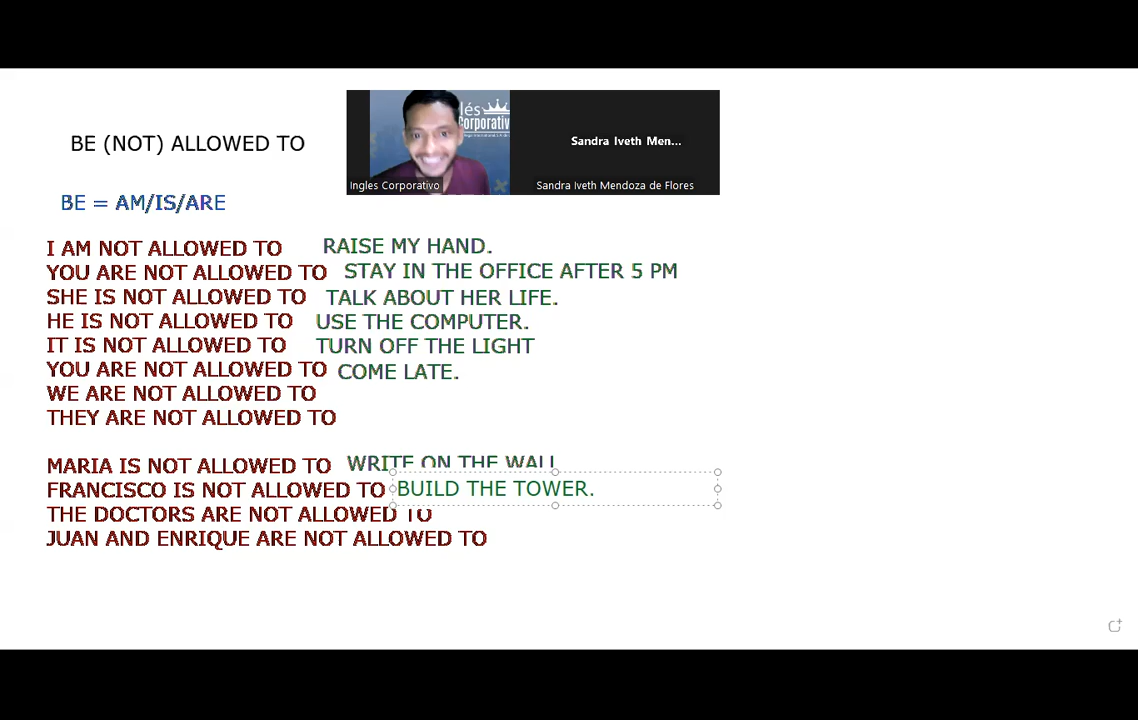 lés
Corporativ
Sandra Iveth Men...
Ingles Corporativo
Sandra Iveth Mendoza de Flores
BE (NOT) ALLOWED TO
BE = AM/IS/ARE
I AM NOT ALLOWED TO RAISE MY HAND.
YOU ARE NOT ALLOWED TO STAY IN THE OFFICE AFTER 5 PM
SHE IS NOT ALLOWED TO TALK ABOUT HER LIFE.
HE IS NOT ALLOWED TO USE THE COMPUTER.
IT IS NOT ALLOWED TO TURN OFF THE LIGHT
YOU ARE NOT ALLOWED TO COME LATE.
WE ARE NOT ALLOWED TO
THEY ARE NOT ALLOWED TO
MARIA IS NOT ALLOWED TO WRITE ON THE WALL
FRANCISCO IS NOT ALLOWED TO BUILD THE TOWER.
THE DOCTORS ARE NOT ALLOWED TO
JUAN AND ENRIQUE ARE NOT ALLOWED TO